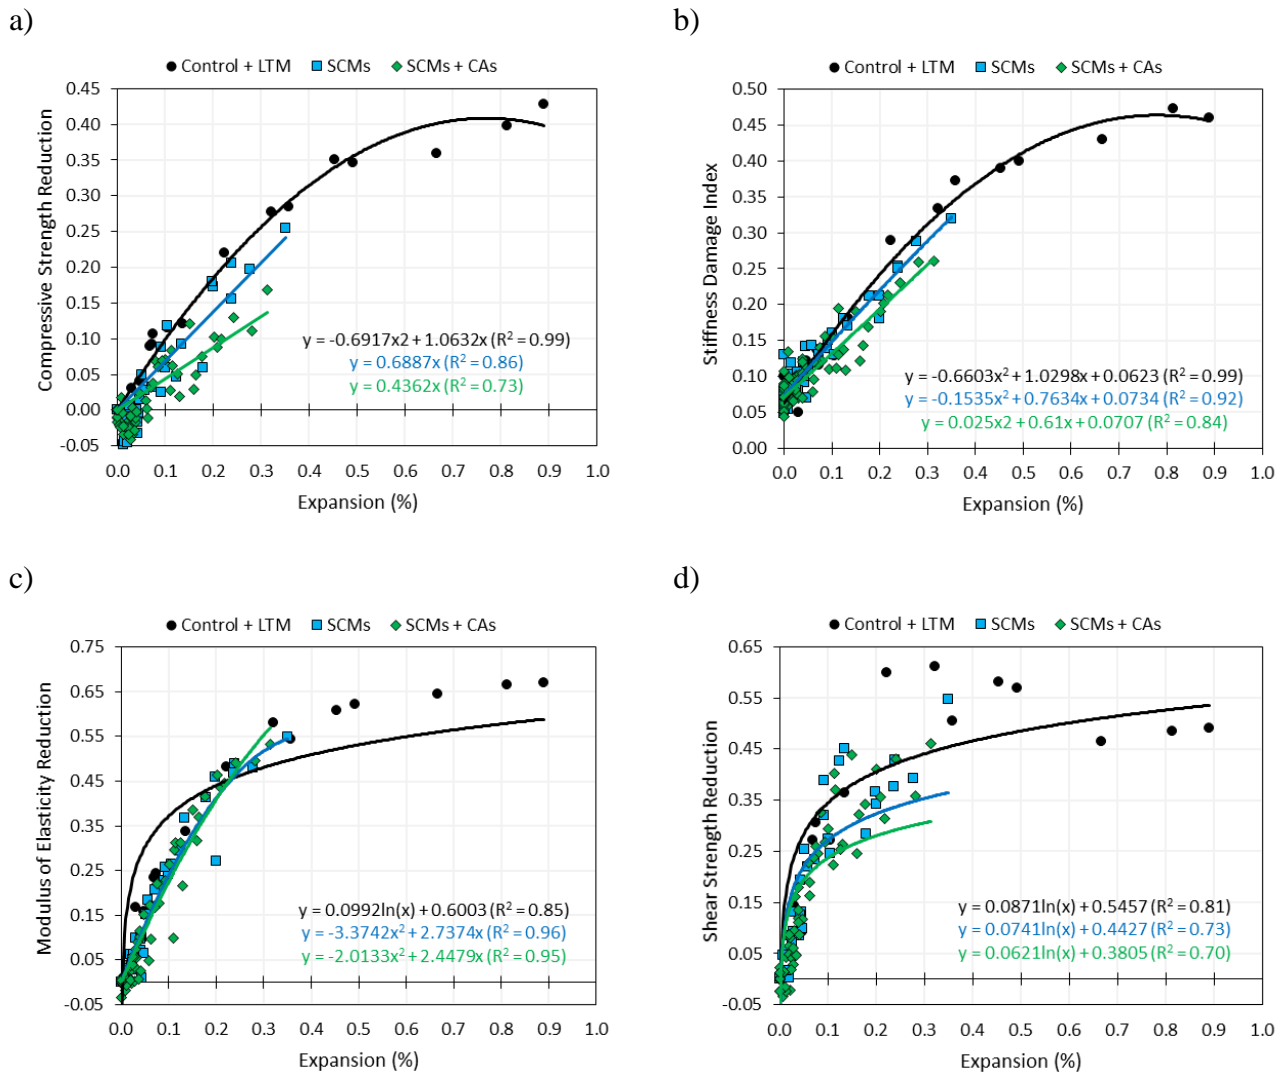 a)
Control + LTM SCMs SCMs + CAs
Compressive Strength Reduction
0.45
0.40
0.35
0.30
0.25
0.20
0.15
0.10
0.05
0.00
-0.05
y = -0.6917x2 + 1.0632x (R² = 0.99)
y = 0.6887x (R² = 0.86)
y = 0.4362x (R² = 0.73)
0.0 0.1 0.2 0.3 0.4 0.5 0.6 0.7 0.8 0.9 1.0
Expansion (%)
b)
Control + LTM SCMs SCMs + CAs
Stiffness Damage Index
0.50
0.45
0.40
0.35
0.30
0.25
0.20
0.15
0.10
0.05
0.00
y = -0.6603x² + 1.0298x + 0.0623 (R² = 0.99)
y = -0.1535x² + 0.7634x + 0.0734 (R² = 0.92)
y = 0.025x2 + 0.61x + 0.0707 (R² = 0.84)
0.0 0.1 0.2 0.3 0.4 0.5 0.6 0.7 0.8 0.9 1.0
Expansion (%)
c)
Control + LTM SCMs SCMs + CAs
Modulus of Elasticity Reduction
0.75
0.65
0.55
0.45
0.35
0.25
0.15
0.05
-0.05
y = 0.0992ln(x) + 0.6003 (R² = 0.85)
y = -3.3742x² + 2.7374x (R² = 0.96)
y = -2.0133x² + 2.4479x (R² = 0.95)
0.0 0.1 0.2 0.3 0.4 0.5 0.6 0.7 0.8 0.9 1.0
Expansion (%)
d)
Control + LTM SCMs SCMs + CAs
Shear Strength Reduction
0.65
0.55
0.45
0.35
0.25
0.15
0.05
-0.05
y = 0.0871ln(x) + 0.5457 (R² = 0.81)
y = 0.0741ln(x) + 0.4427 (R² = 0.73)
y = 0.0621ln(x) + 0.3805 (R² = 0.70)
0.0 0.1 0.2 0.3 0.4 0.5 0.6 0.7 0.8 0.9 1.0
Expansion (%)